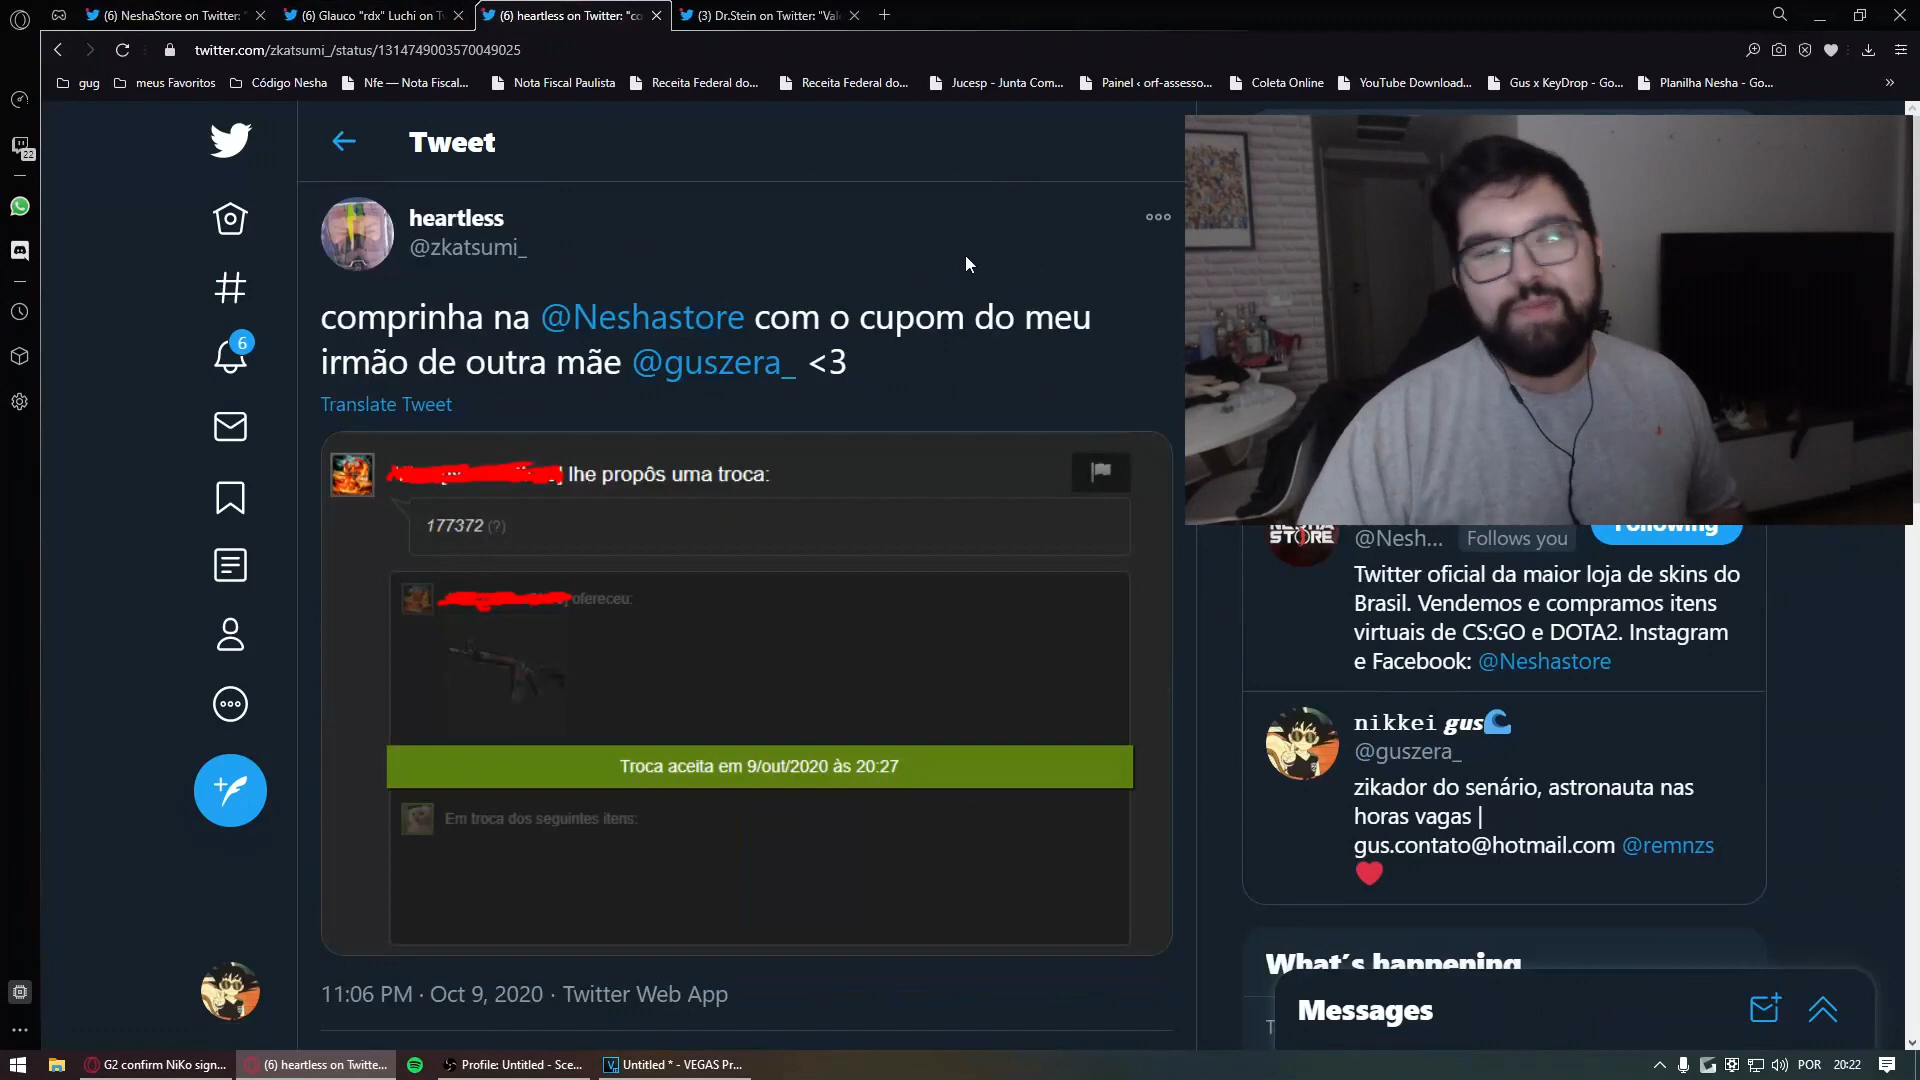 (6) NeshaStore on Twitter: "
(6) Glauco "rdx" Luchi on T
(6) heartless on Twitter: "co
(3) Dr.Stein on Twitter: "Val
twitter.com/zkatsumi_/status/1314749003570049025
gug
meus Favoritos
Código Nesha
Nfe — Nota Fiscal...
Nota Fiscal Paulista
Receita Federal do...
Receita Federal do...
Jucesp - Junta Com...
Painel ‹ orf-assesso...
Coleta Online
YouTube Download...
Gus x KeyDrop - Go...
Planilha Nesha - Go...
»
22
Tweet
heartless
@zkatsumi_
comprinha na @Neshastore com o cupom do meu
irmão de outra mãe @guszera_ <3
Translate Tweet
6
lhe propôs uma troca:
177372 (?)
ofereceu:
Troca aceita em 9/out/2020 às 20:27
Em troca dos seguintes itens:
11:06 PM · Oct 9, 2020 · Twitter Web App
NESHA
STORE
@Nesh...
Follows you
Following
Twitter oficial da maior loja de skins do
Brasil. Vendemos e compramos itens
virtuais de CS:GO e DOTA2. Instagram
e Facebook: @Neshastore
nikkei gus🌊
@guszera_
zikador do senário, astronauta nas
horas vagas |
gus.contato@hotmail.com @remnzs
❤
What's happening
Messages
G2 confirm NiKo sign...
(6) heartless on Twitte...
Profile: Untitled - Sce...
Untitled * - VEGAS Pr...
POR
20:22